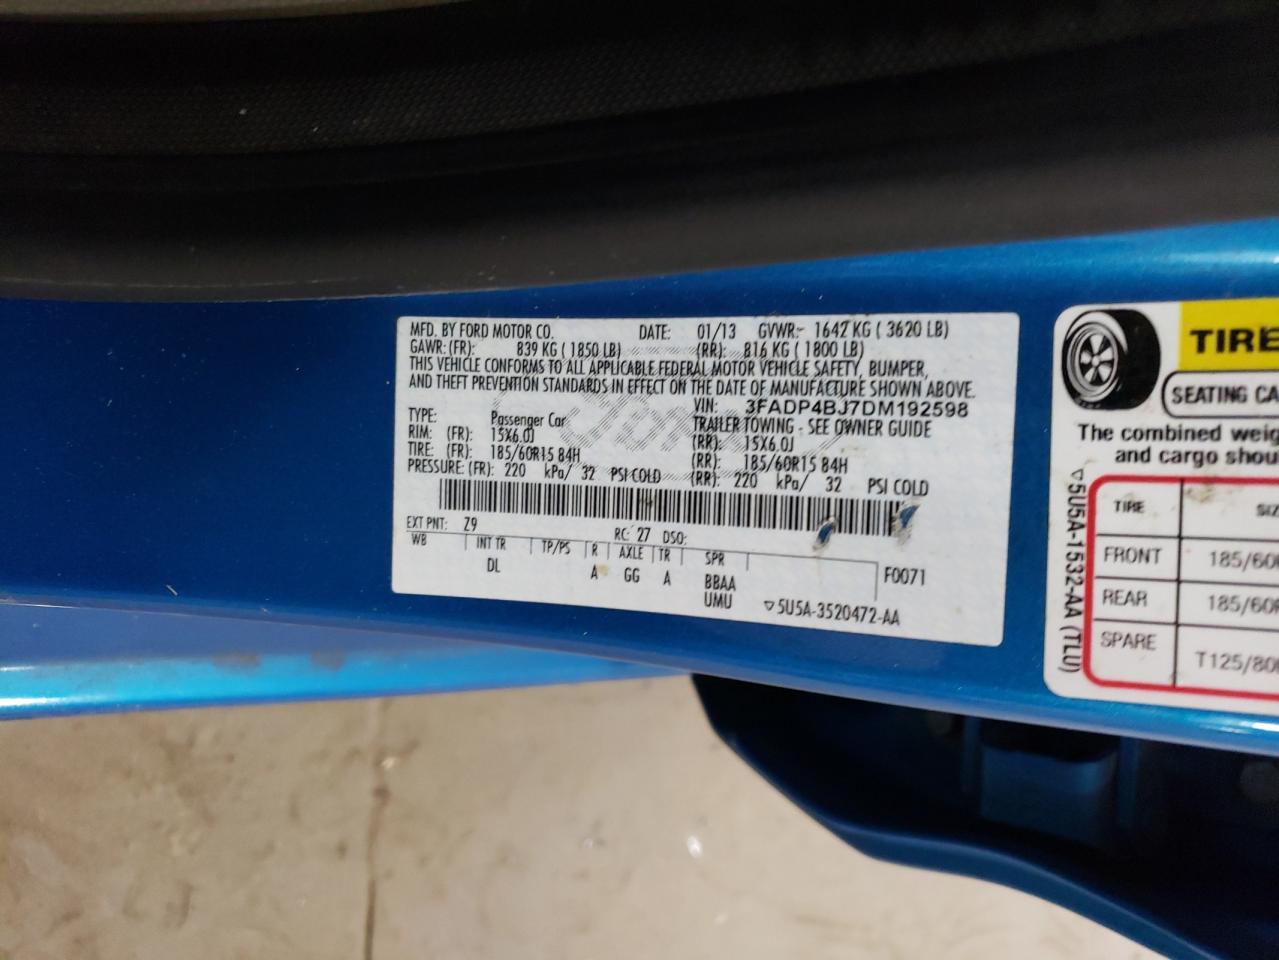 MFD. BY FORD MOTOR CO. DATE: 01/13 GVWR:- 1642 KG ( 3620 LB)
GAWR:(FR): 839 KG ( 1850 LB) (RR): 816 KG ( 1800 LB)
THIS VEHICLE CONFORMS TO ALL APPLICABLE FEDERAL MOTOR VEHICLE SAFETY, BUMPER,
AND THEFT PREVENTION STANDARDS IN EFFECT ON THE DATE OF MANUFACTURE SHOWN ABOVE.
VIN: 3FADP4BJ7DM192598
TYPE: Passenger Car TRAILER TOWING - SEE OWNER GUIDE
RIM: (FR): 15X6.0J (RR): 15X6.0J
TIRE: (FR): 185/60R15 84H (RR): 185/60R15 84H
PRESSURE: (FR): 220 kPa/ 32 PSI COLD (RR): 220 kPa/ 32 PSI COLD
EXT PNT: Z9 RC: 27 DSO:
WB INT TR TP/PS R AXLE TR SPR
DL A GG A BBAA F0071
UMU ▽5U5A-3520472-AA
TIRE
SEATING CA
The combined weig
and cargo shou
▽5U5A-1532-AA (TLU)
TIRE SIZ
FRONT 185/60
REAR 185/60R
SPARE T125/80